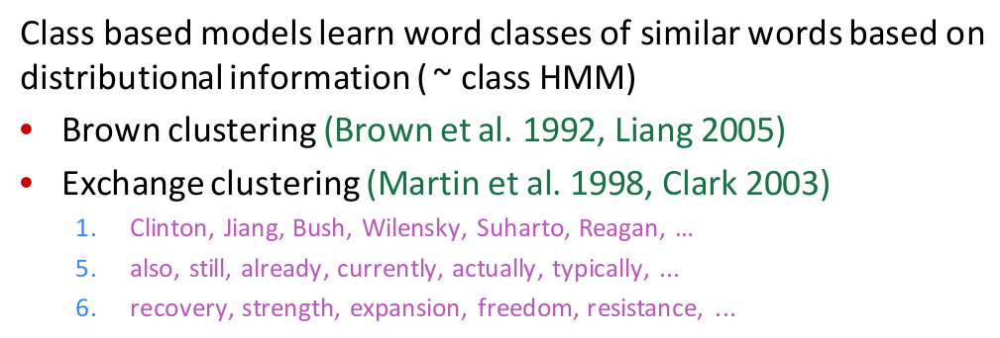 Class based models learn word classes of similar words based on
distributional information ( ~ class HMM)
• Brown clustering (Brown et al. 1992, Liang 2005)
• Exchange clustering (Martin et al. 1998, Clark 2003)
1. Clinton, Jiang, Bush, Wilensky, Suharto, Reagan, ...
5. also, still, already, currently, actually, typically, ...
6. recovery, strength, expansion, freedom, resistance, ...